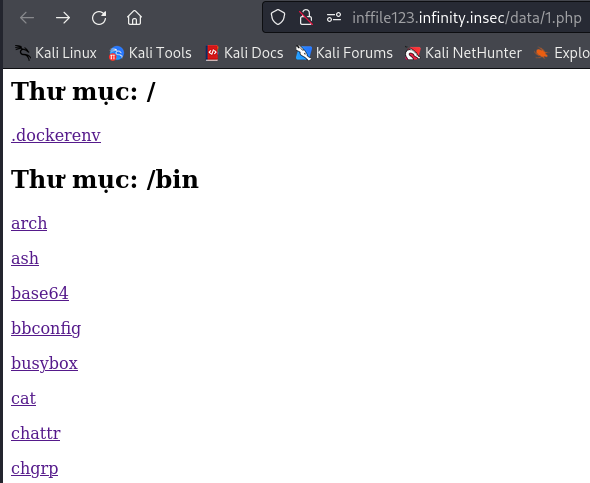 inffile123.infinity.insec/data/1.php
Kali Linux Kali Tools Kali Docs Kali Forums Kali NetHunter Explo
Thư mục: /
.dockerenv
Thư mục: /bin
arch
ash
base64
bbconfig
busybox
cat
chattr
chgrp